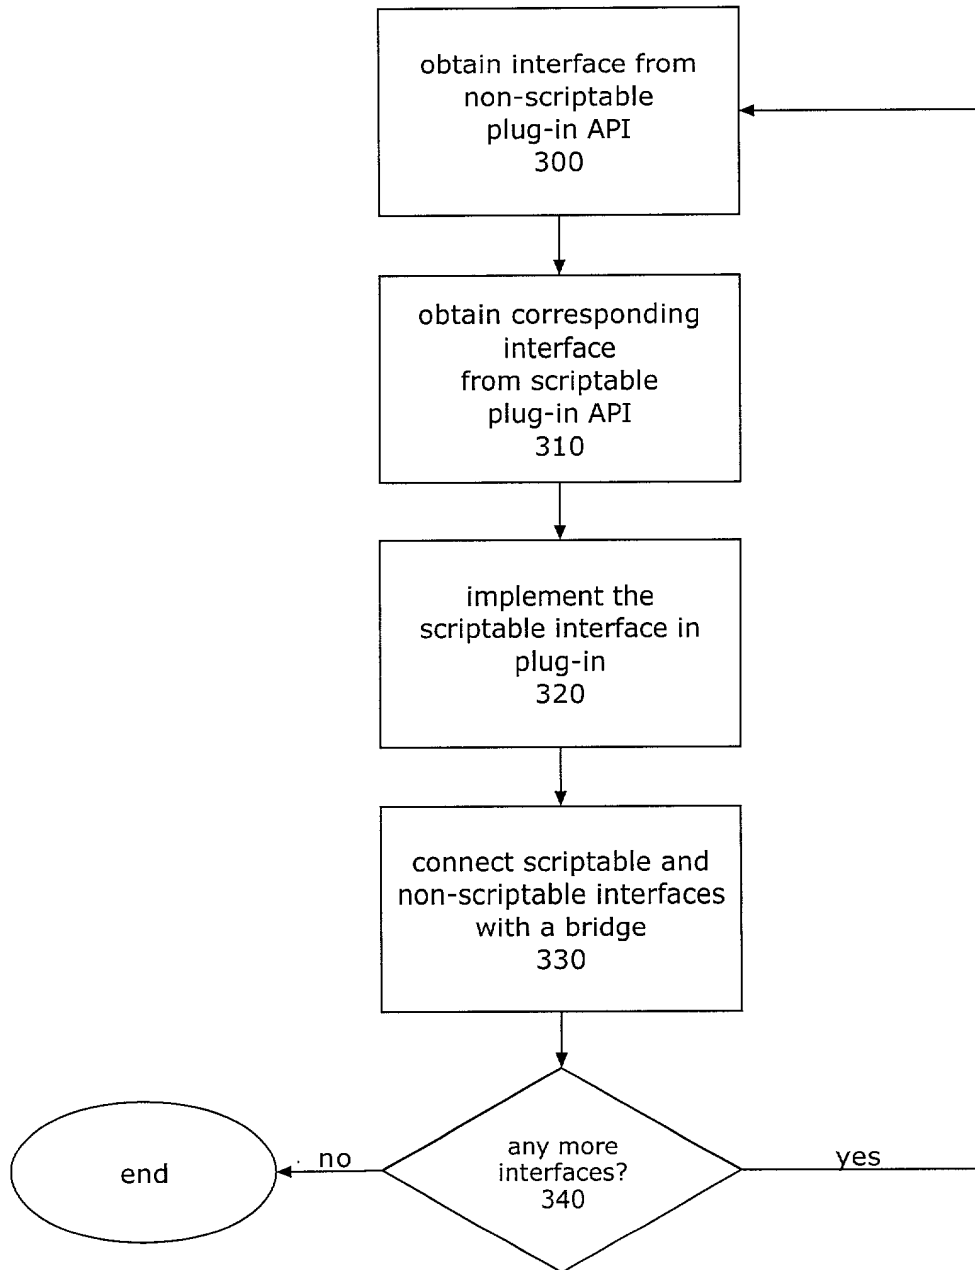 obtain interface from
non-scriptable
plug-in API
300
obtain corresponding
interface
from scriptable
plug-in API
310
implement the
scriptable interface in
plug-in
320
connect scriptable and
non-scriptable interfaces
with a bridge
330
any more
interfaces?
340
no
yes
end